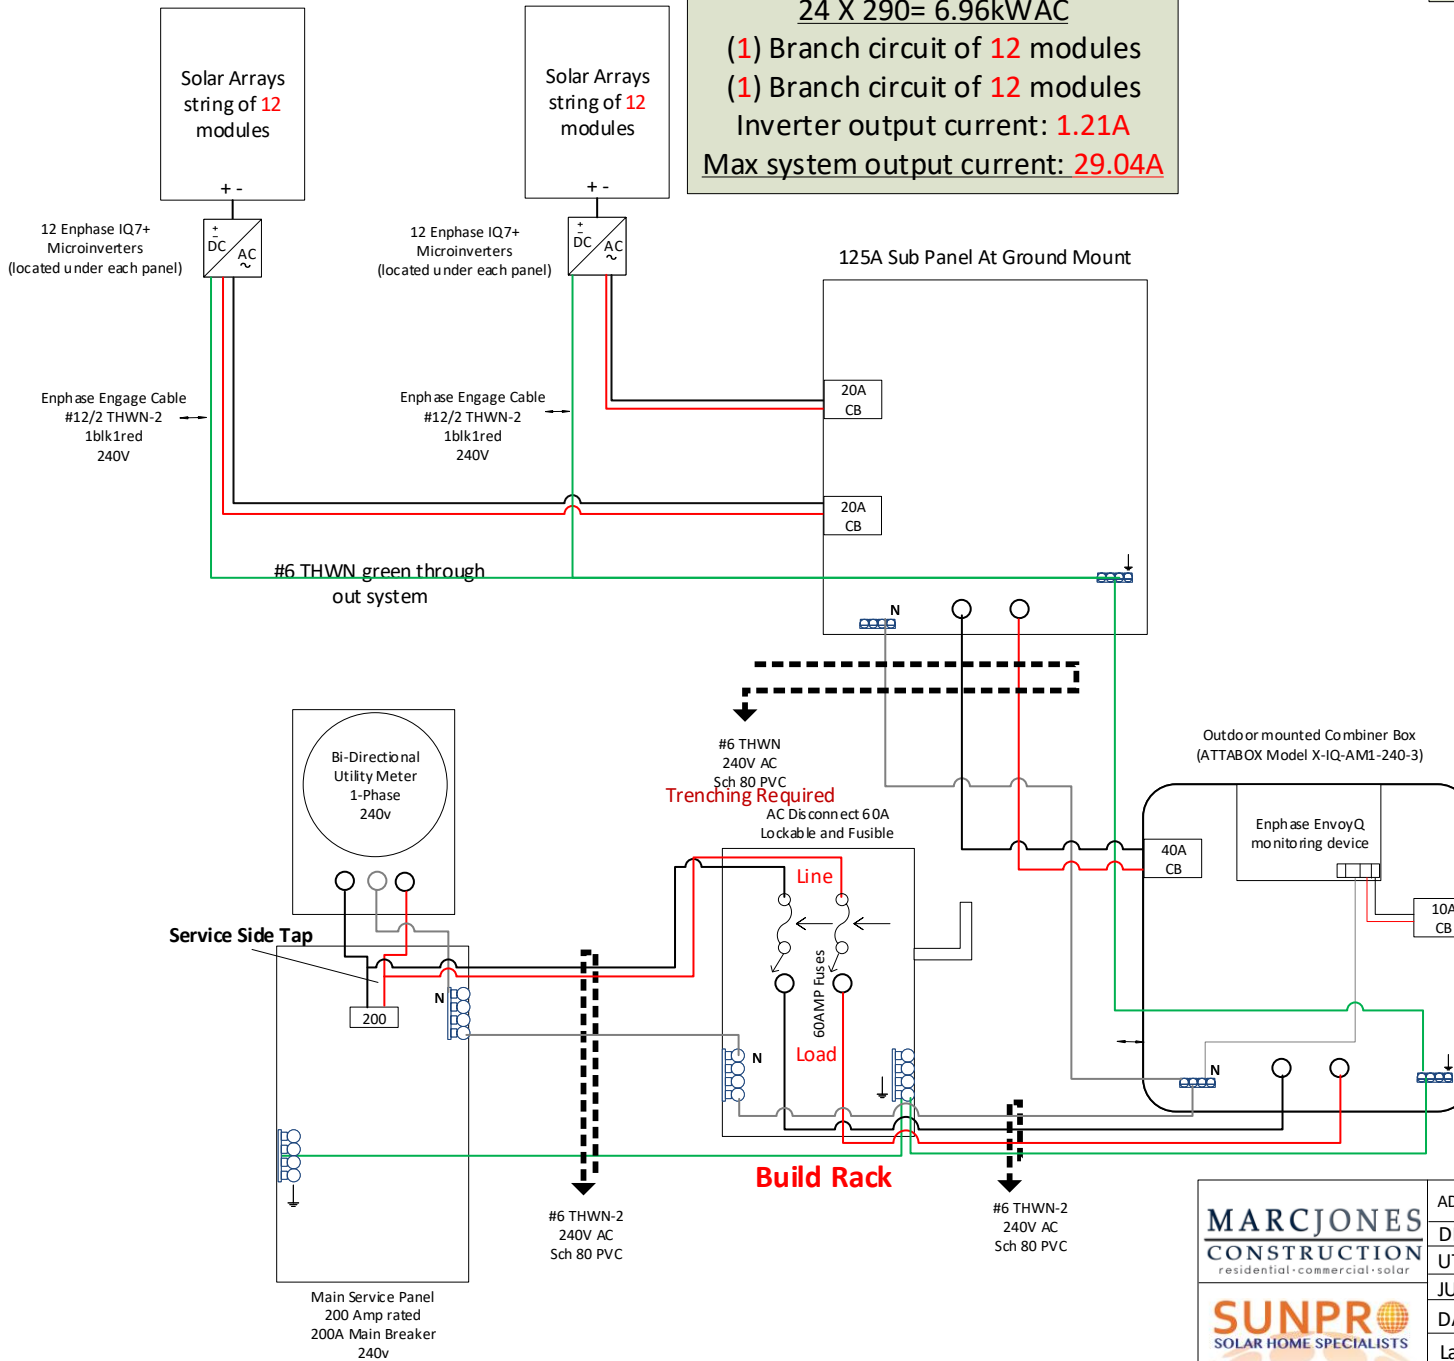 24 X 290= 6.96kWAC
(1) Branch circuit of 12 modules
(1) Branch circuit of 12 modules
Inverter output current: 1.21A
Max system output current: 29.04A
Solar Arrays
string of 12
modules
+ -
Solar Arrays
string of 12
modules
+ -
12 Enphase IQ7+
Microinverters
(located under each panel)
+
-
DC
AC
~
12 Enphase IQ7+
Microinverters
(located under each panel)
+
-
DC
AC
~
125A Sub Panel At Ground Mount
Enphase Engage Cable
#12/2 THWN-2
1blk1red
240V
Enphase Engage Cable
#12/2 THWN-2
1blk1red
240V
20A
CB
20A
CB
#6 THWN green through
out system
N
#6 THWN
240V AC
Sch 80 PVC
Trenching Required
Bi-Directional
Utility Meter
1-Phase
240v
Outdoor mounted Combiner Box
(ATTABOX Model X-IQ-AM1-240-3)
AC Disconnect 60A
Lockable and Fusible
Enphase EnvoyQ
monitoring device
40A
CB
10A
CB
Line
60AMP Fuses
Load
N
Service Side Tap
N
200
N
Build Rack
#6 THWN-2
240V AC
Sch 80 PVC
#6 THWN-2
240V AC
Sch 80 PVC
Main Service Panel
200 Amp rated
200A Main Breaker
240v
MARCJONES
CONSTRUCTION
residential·commercial·solar
SUNPRO
SOLAR HOME SPECIALISTS
AD
D
UT
JU
DA
La